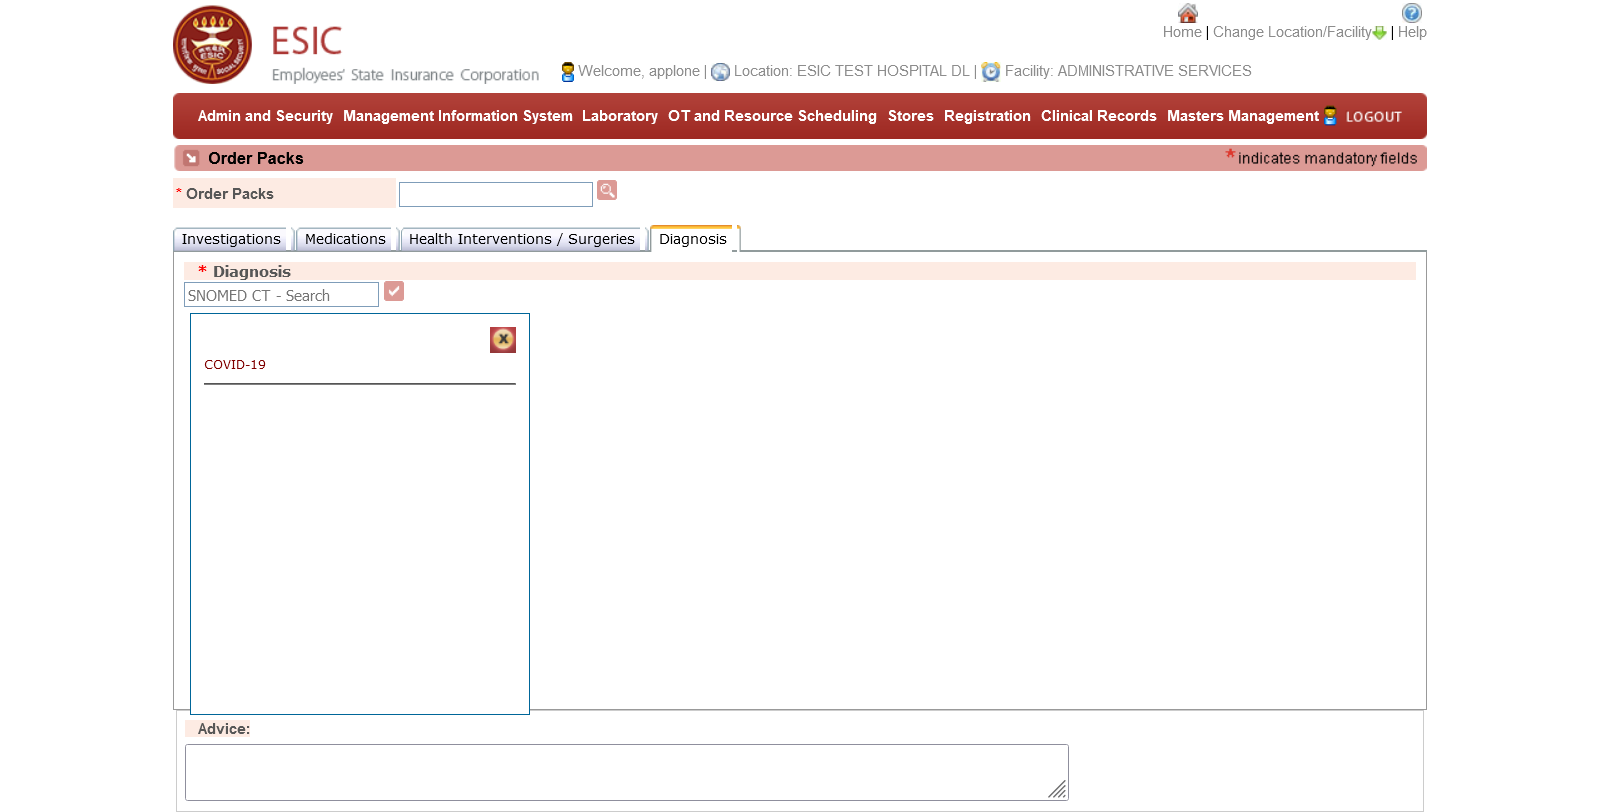 Home | Change Location/Facility | Help
ESIC
Employees' State Insurance Corporation
Welcome, applone | Location: ESIC TEST HOSPITAL DL | Facility: ADMINISTRATIVE SERVICES
Admin and Security Management Information System Laboratory OT and Resource Scheduling Stores Registration Clinical Records Masters Management LOGOUT
Order Packs
*indicates mandatory fields
* Order Packs
Investigations Medications Health Interventions / Surgeries Diagnosis
* Diagnosis
SNOMED CT - Search
COVID-19
Advice: